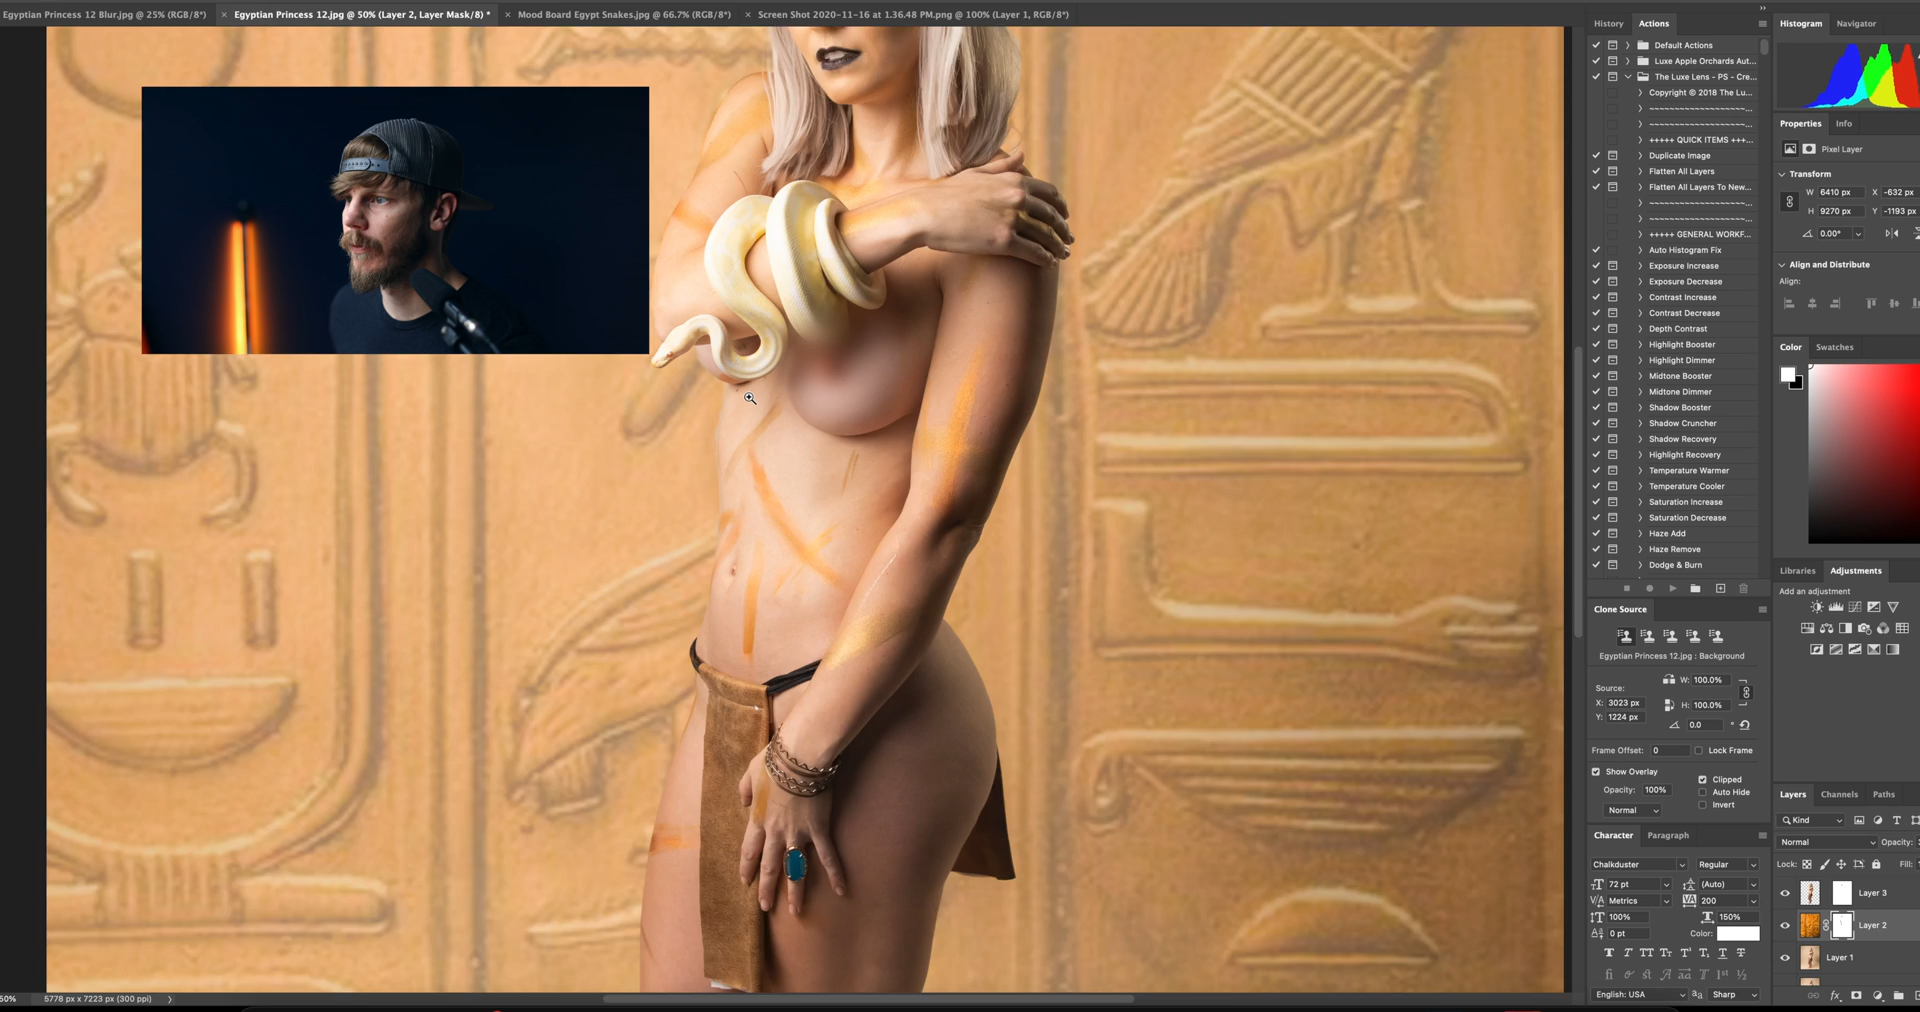 Egyptian Princess 12 Blur.jpg @ 25% (RGB/8*)
× Egyptian Princess 12.jpg @ 50% (Layer 2, Layer Mask/8) *
× Mood Board Egypt Snakes.jpg @ 66.7% (RGB/8*)
× Screen Shot 2020-11-16 at 1.36.48 PM.png @ 100% (Layer 1, RGB/8*)
History Actions
Default Actions
Luxe Apple Orchards Aut...
The Luxe Lens - PS - Cre...
Copyright © 2018 The Lu...
~~~~~~~~~~~~~~~~~~~...
~~~~~~~~~~~~~~~~~~~...
+++++ QUICK ITEMS +++...
Duplicate Image
Flatten All Layers
Flatten All Layers To New...
~~~~~~~~~~~~~~~~~~~...
~~~~~~~~~~~~~~~~~~~...
+++++ GENERAL WORKF...
Auto Histogram Fix
Exposure Increase
Exposure Decrease
Contrast Increase
Contrast Decrease
Depth Contrast
Highlight Booster
Highlight Dimmer
Midtone Booster
Midtone Dimmer
Shadow Booster
Shadow Cruncher
Shadow Recovery
Highlight Recovery
Temperature Warmer
Temperature Cooler
Saturation Increase
Saturation Decrease
Haze Add
Haze Remove
Dodge & Burn
Clone Source
Egyptian Princess 12.jpg : Background
W: 100.0%
Source:
X: 3023 px
H: 100.0%
Y: 1224 px
0.0 °
Frame Offset: 0 Lock Frame
Show Overlay Clipped
Opacity: 100% Auto Hide
Normal Invert
Character Paragraph
Chalkduster Regular
72 pt (Auto)
Metrics 200
100% 150%
0 pt Color:
English: USA aa Sharp
Histogram Navigator
Properties Info
Pixel Layer
Transform
W 6410 px X -632 px
H 9270 px Y -1193 px
0.00°
Align and Distribute
Align:
Color Swatches
Libraries Adjustments
Add an adjustment
Layers Channels Paths
Kind
Normal Opacity:
Lock: Fill:
Layer 3
Layer 2
Layer 1
50% 5778 px x 7223 px (300 ppi)